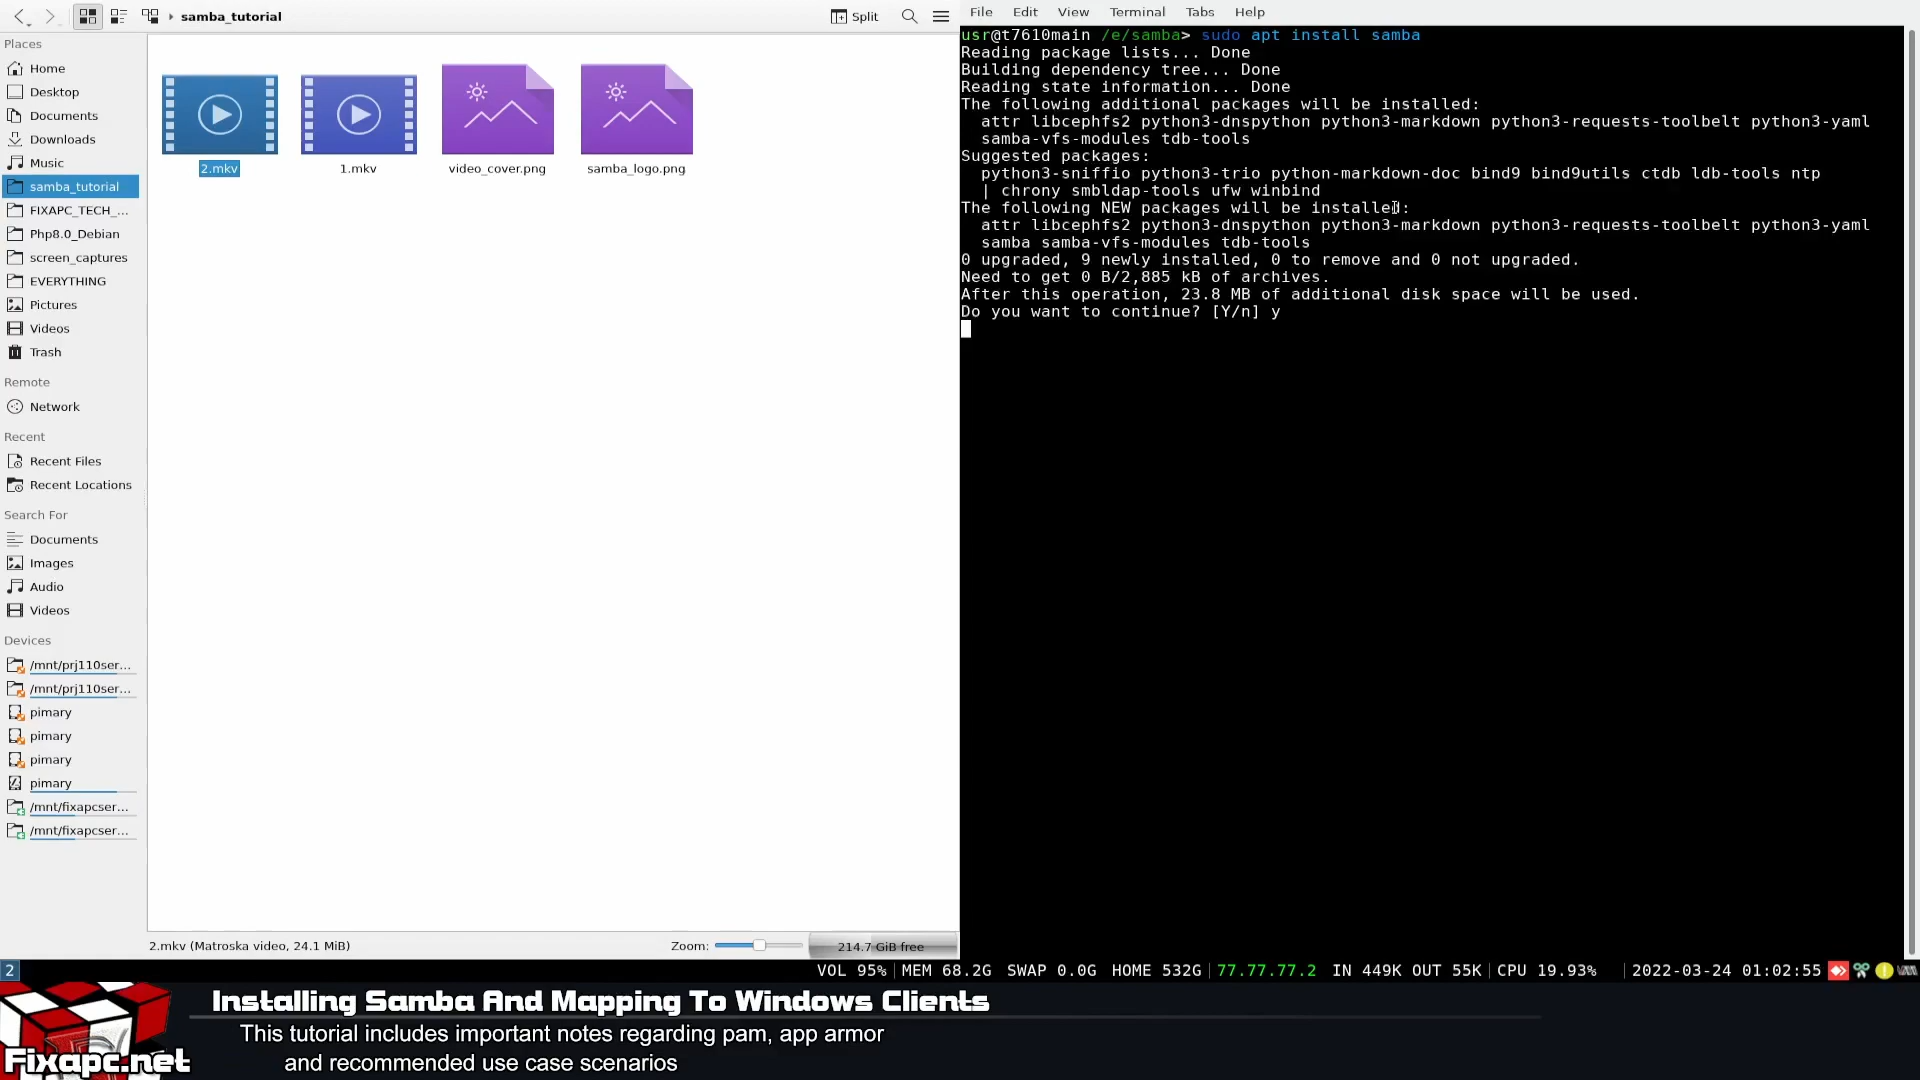 samba_tutorial
Split
Places
Home
Desktop
Documents
Downloads
Music
samba_tutorial
FIXAPC_TECH_...
Php8.0_Debian
screen_captures
EVERYTHING
Pictures
Videos
Trash
Remote
Network
Recent
Recent Files
Recent Locations
Search For
Documents
Images
Audio
Videos
Devices
/mnt/prj110ser...
/mnt/prj110ser...
pimary
pimary
pimary
pimary
/mnt/fixapcser...
/mnt/fixapcser...
2.mkv
1.mkv
video_cover.png
samba_logo.png
2.mkv (Matroska video, 24.1 MiB)
Zoom:
214.7 GiB free
File Edit View Terminal Tabs Help
usr@t7610main /e/samba> sudo apt install samba
Reading package lists... Done
Building dependency tree... Done
Reading state information... Done
The following additional packages will be installed:
attr libcephfs2 python3-dnspython python3-markdown python3-requests-toolbelt python3-yaml
samba-vfs-modules tdb-tools
Suggested packages:
python3-sniffio python3-trio python-markdown-doc bind9 bind9utils ctdb ldb-tools ntp
| chrony smbldap-tools ufw winbind
The following NEW packages will be installed:
attr libcephfs2 python3-dnspython python3-markdown python3-requests-toolbelt python3-yaml
samba samba-vfs-modules tdb-tools
0 upgraded, 9 newly installed, 0 to remove and 0 not upgraded.
Need to get 0 B/2,885 kB of archives.
After this operation, 23.8 MB of additional disk space will be used.
Do you want to continue? [Y/n] y
2
VOL 95% | MEM 68.2G SWAP 0.0G HOME 532G | 77.77.77.2 IN 449K OUT 55K | CPU 19.93% | 2022-03-24 01:02:55
Installing Samba And Mapping To Windows Clients
This tutorial includes important notes regarding pam, app armor
and recommended use case scenarios
Fixapc.net